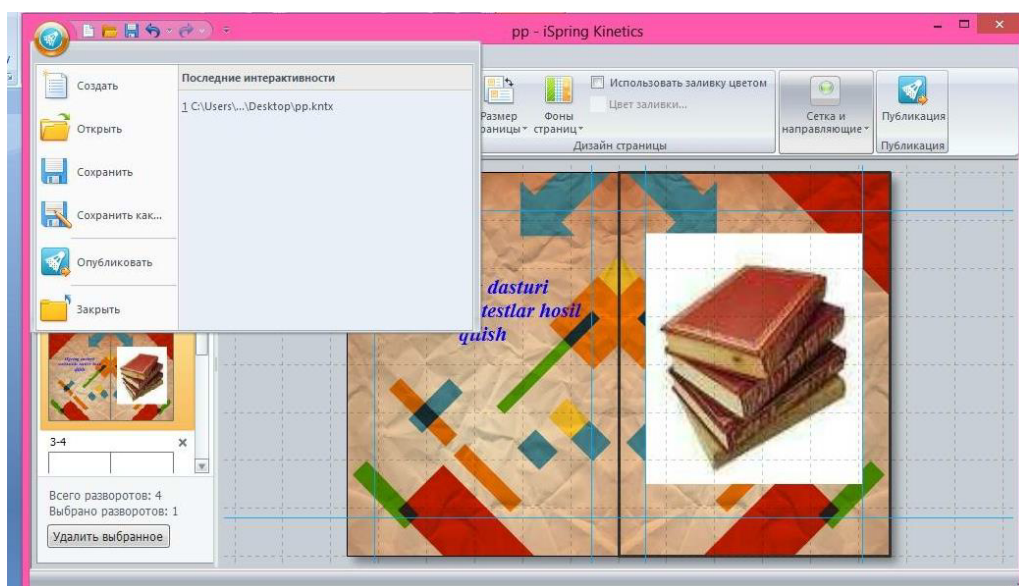 pp - iSpring Kinetics
Создать
Открыть
Сохранить
Сохранить как...
Опубликовать
Закрыть
Последние интерактивности
1 C:\Users\...\Desktop\pp.kntx
Размер
Фоны
страниц
Использовать заливку цветом
Цвет заливки...
Дизайн страницы
Сетка и
направляющие
Публикация
Публикация
dasturi
testlar hosil
qilish
3-4
Всего разворотов: 4
Выбрано разворотов: 1
Удалить выбранное